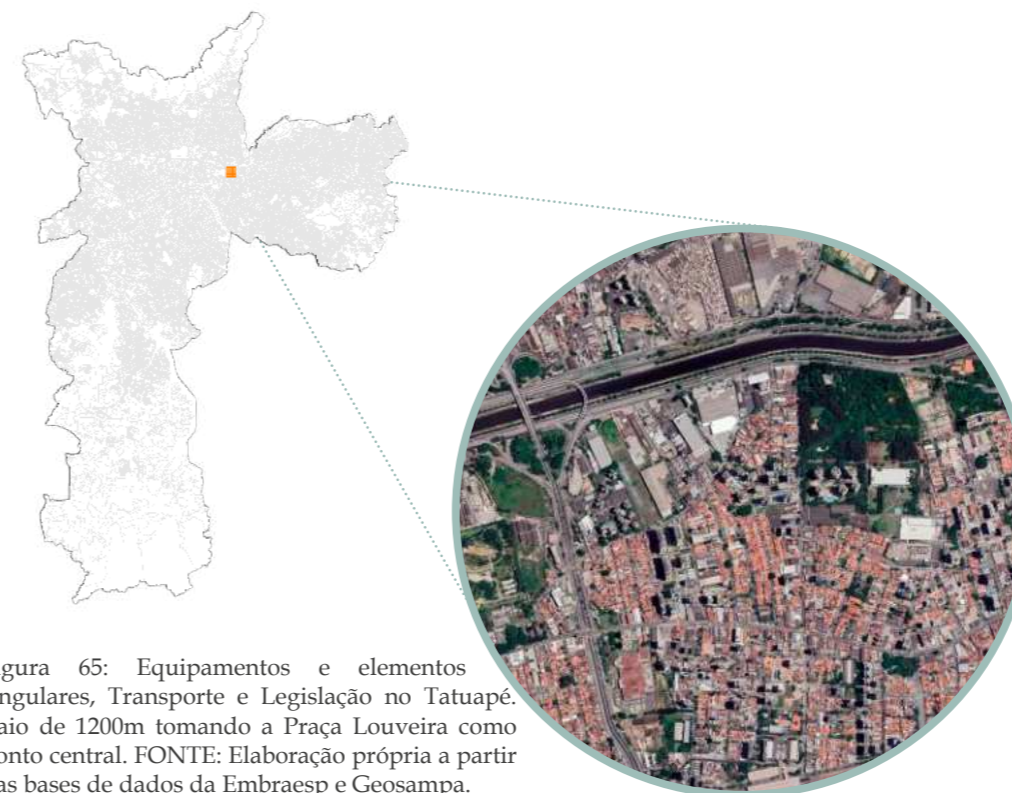 gura 65: Equipamentos e elementos
ngulares, Transporte e Legislação no Tatuapé.
aio de 1200m tomando a Praça Louveira como
onto central. FONTE: Elaboração própria a partir
as bases de dados da Embraesp e Geosampa.